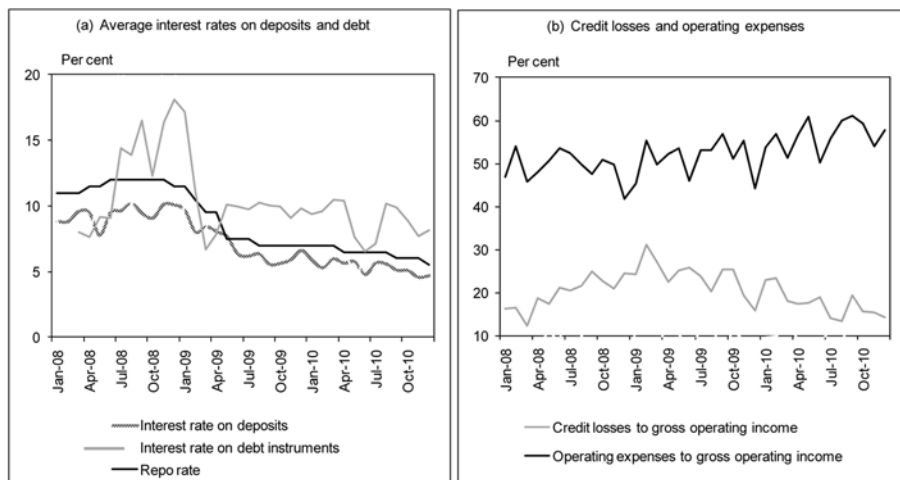 (a) Average interest rates on deposits and debt
Per cent
20
15
10
5
0
Jan-08
Apr-08
Jul-08
Oct-08
Jan-09
Apr-09
Jul-09
Oct-09
Jan-10
Apr-10
Jul-10
Oct-10
Interest rate on deposits
Interest rate on debt instruments
Repo rate
(b) Credit losses and operating expenses
Per cent
70
60
50
40
30
20
10
Jan-08
Apr-08
Jul-08
Oct-08
Jan-09
Apr-09
Jul-09
Oct-09
Jan-10
Apr-10
Jul-10
Oct-10
Credit losses to gross operating income
Operating expenses to gross operating income